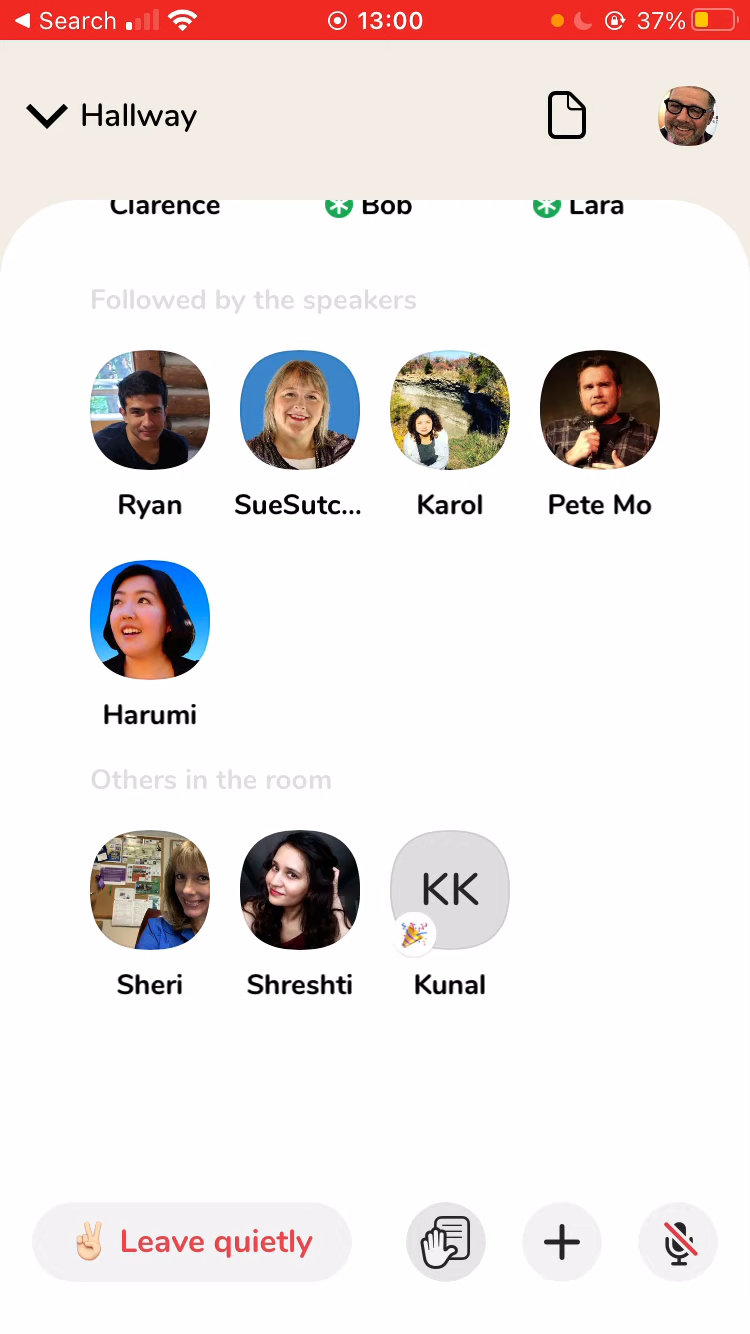 Search 13:00 37%
Hallway
Clarence Bob Lara
Followed by the speakers
Ryan SueSutc... Karol Pete Mo
Harumi
Others in the room
KK
Sheri Shreshti Kunal
Leave quietly